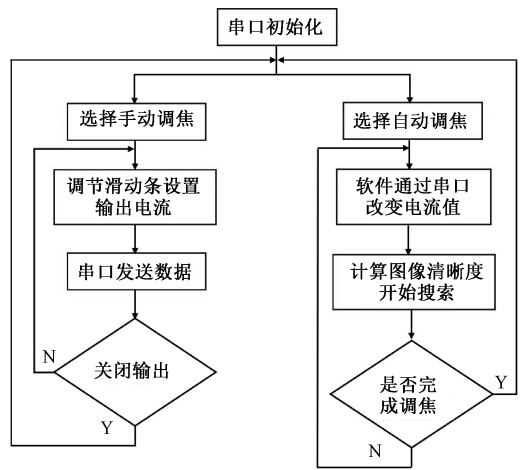 串口初始化
选择手动调焦
调节滑动条设置
输出电流
串口发送数据
关闭输出
N
Y
选择自动调焦
软件通过串口
改变电流值
计算图像清晰度
开始搜索
是否完
成调焦
Y
N